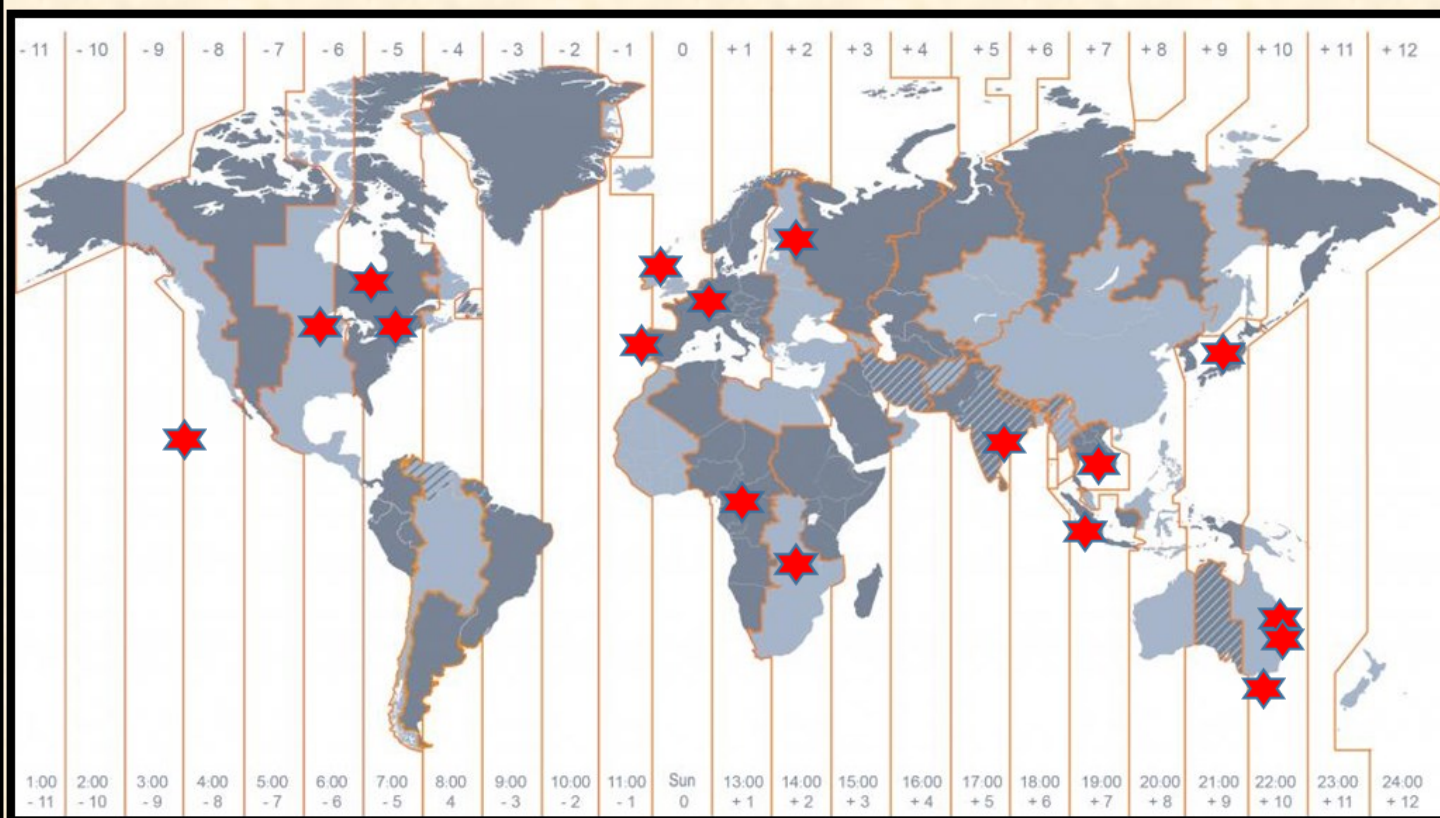 - 11 - 10 - 9 - 8 - 7 - 6 - 5 - 4 - 3 - 2 - 1 0 + 1 + 2 + 3 + 4 + 5 + 6 + 7 + 8 + 9 + 10 + 11 + 12
1:00 2:00 3:00 4:00 5:00 6:00 7:00 8:00 9:00 10:00 11:00 Sun 13:00 14:00 15:00 16:00 17:00 18:00 19:00 20:00 21:00 22:00 23:00 24:00
- 11 - 10 - 9 - 8 - 7 - 6 - 5 4 - 3 - 2 - 1 0 + 1 + 2 + 3 + 4 + 5 + 6 + 7 + 8 + 9 + 10 + 11 + 12